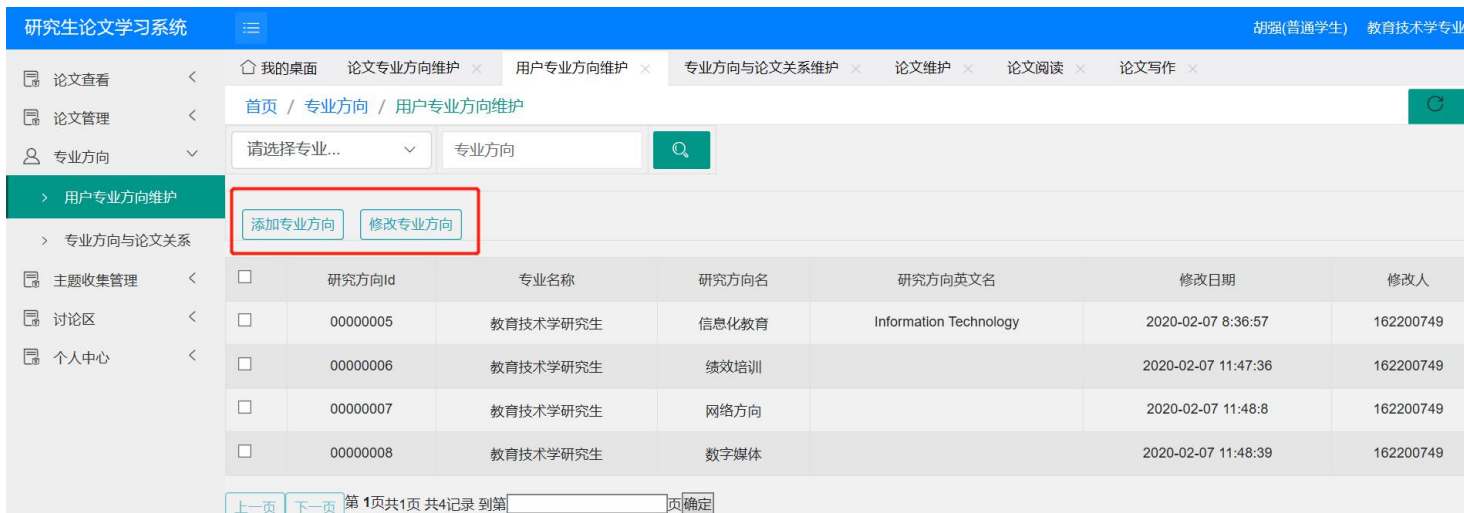 研究生论文学习系统 胡强(普通学生) 教育技术学专业
论文查看
论文管理
专业方向
用户专业方向维护
专业方向与论文关系
主题收集管理
讨论区
个人中心
我的桌面 论文专业方向维护 用户专业方向维护 专业方向与论文关系维护 论文维护 论文阅读 论文写作
首页 / 专业方向 / 用户专业方向维护
请选择专业... 专业方向
添加专业方向 修改专业方向
研究方向Id 专业名称 研究方向名 研究方向英文名 修改日期 修改人
00000005 教育技术学研究生 信息化教育 Information Technology 2020-02-07 8:36:57 162200749
00000006 教育技术学研究生 绩效培训 2020-02-07 11:47:36 162200749
00000007 教育技术学研究生 网络方向 2020-02-07 11:48:8 162200749
00000008 教育技术学研究生 数字媒体 2020-02-07 11:48:39 162200749
上一页 下一页 第 1页共1页 共4记录 到第 页 确定